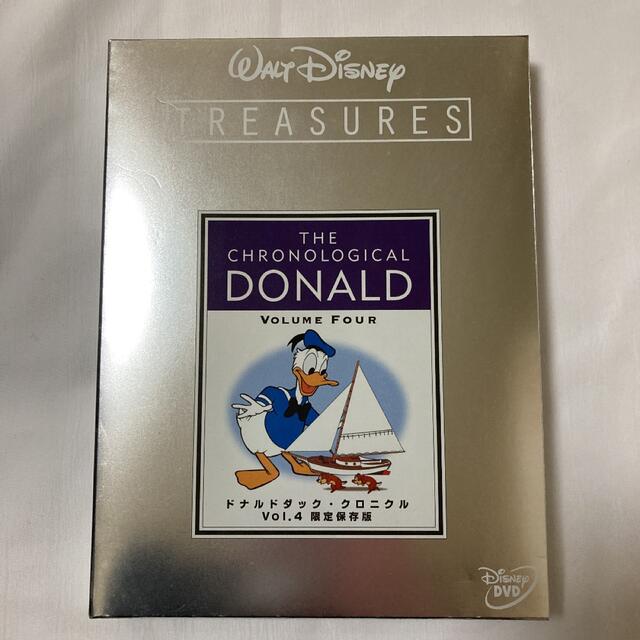 WALT DISNEY
TREASURES
THE
CHRONOLOGICAL
DONALD
VOLUME FOUR
ドナルドダック・クロニクル
Vol.4 限定保存版
DISNEY
DVD